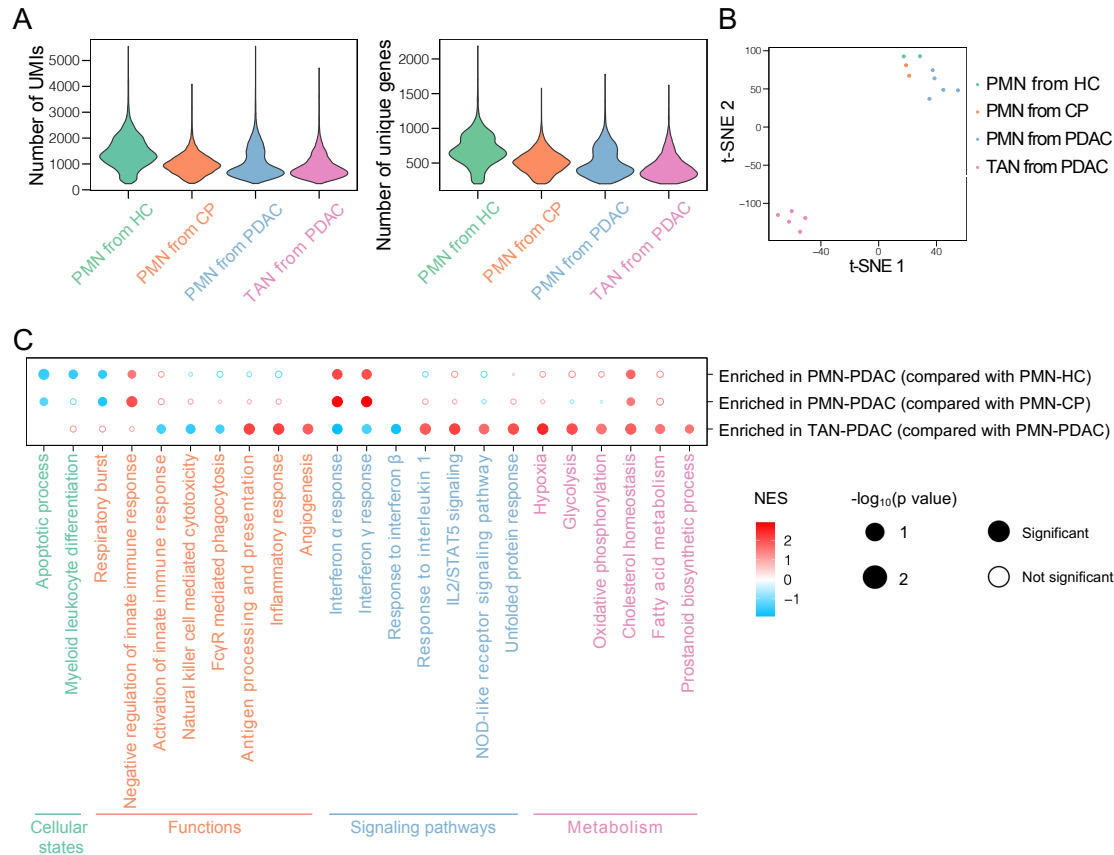 A
Number of UMIs
5000
4000
3000
2000
1000
0
PMN from HC
PMN from CP
PMN from PDAC
TAN from PDAC
Number of unique genes
2000
1500
1000
500
PMN from HC
PMN from CP
PMN from PDAC
TAN from PDAC
B
t-SNE 2
100
50
0
−50
−100
−40
0
40
t-SNE 1
PMN from HC
PMN from CP
PMN from PDAC
TAN from PDAC
C
Enriched in PMN-PDAC (compared with PMN-HC)
Enriched in PMN-PDAC (compared with PMN-CP)
Enriched in TAN-PDAC (compared with PMN-PDAC)
Apoptotic process
Myeloid leukocyte differentiation
Respiratory burst
Negative regulation of innate immune response
Activation of innate immune response
Natural killer cell mediated cytotoxicity
FcγR mediated phagocytosis
Antigen processing and presentation
Inflammatory response
Angiogenesis
Interferon α response
Interferon γ response
Response to interferon β
Response to interleukin 1
IL2/STAT5 signaling
NOD-like receptor signaling pathway
Unfolded protein response
Hypoxia
Glycolysis
Oxidative phosphorylation
Cholesterol homeostasis
Fatty acid metabolism
Prostanoid biosynthetic process
Cellular
states
Functions
Signaling pathways
Metabolism
NES
2
1
0
−1
-log₁₀(p value)
1
2
Significant
Not significant